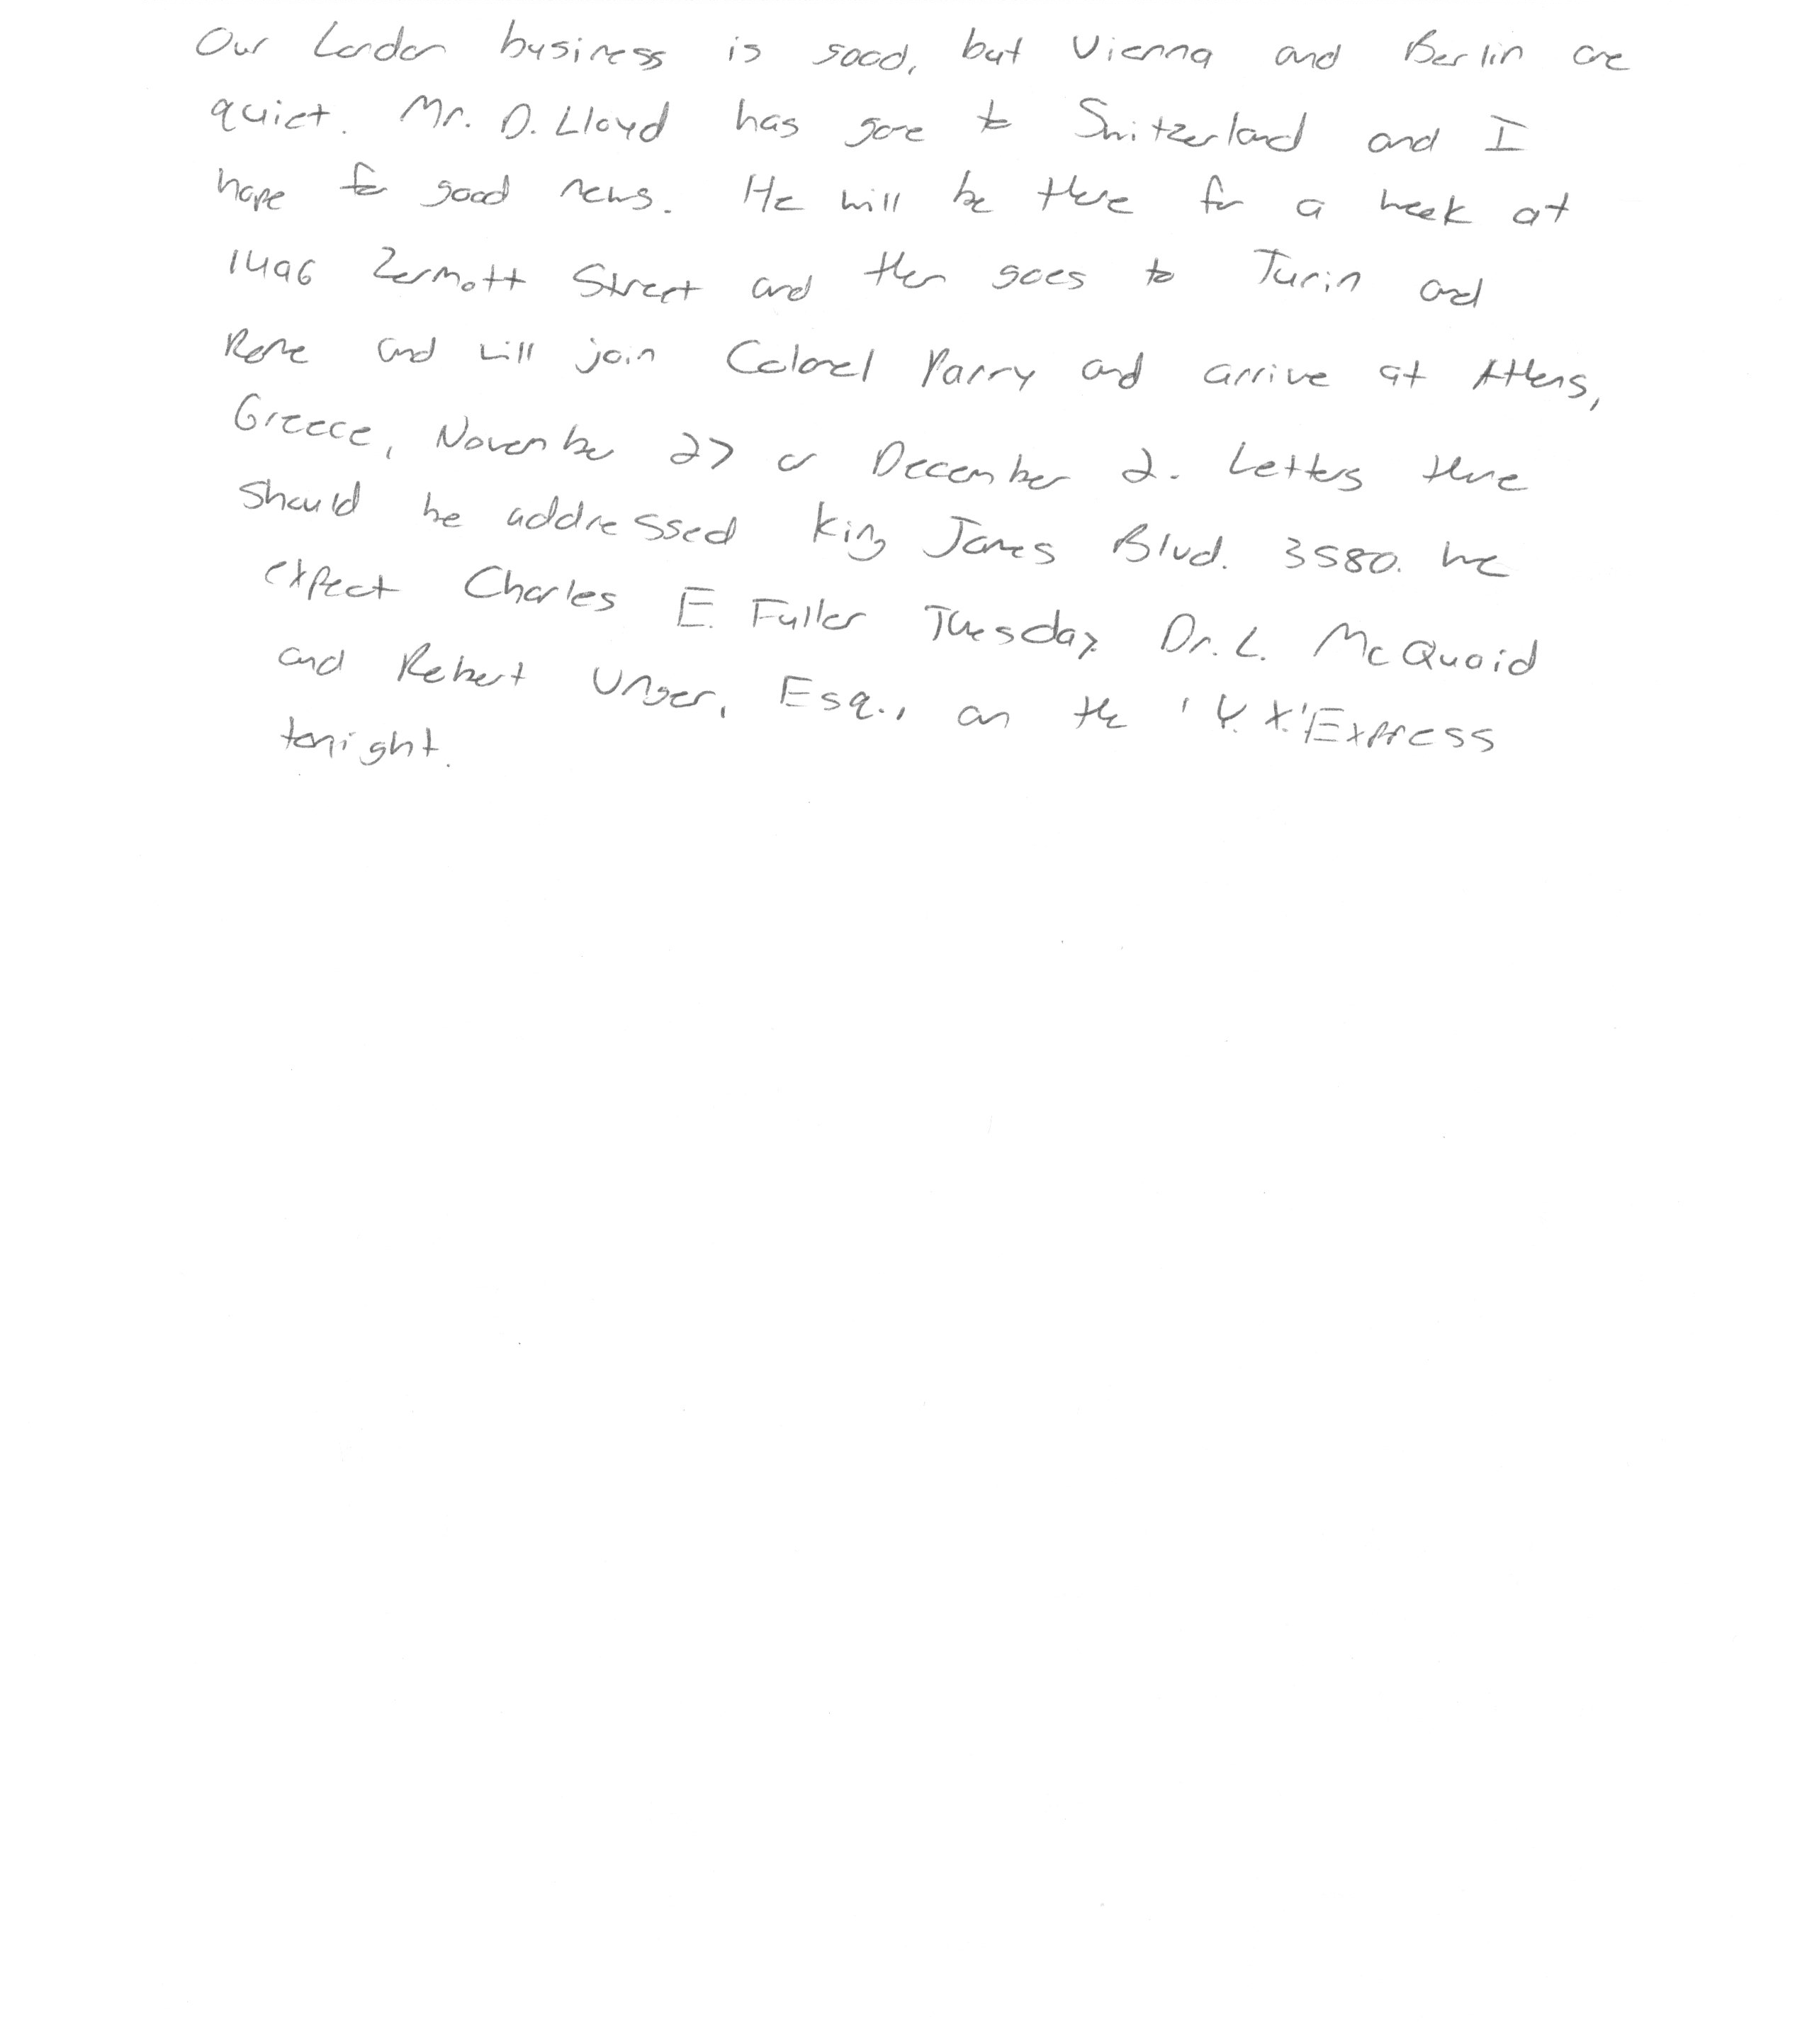 Our London business is good, but Vienna and Berlin are
quiet. Mr. D. Lloyd has gone to Switzerland and I
hope for good news. He will be there for a week at
1496 Zermott Street and then goes to Turin and
Rome and will join Colonel Parry and arrive at Athens,
Greece, November 27 or December 2. Letters there
should be addressed King James Blvd. 3580. We
expect Charles E. Fuller Tuesday. Dr. L. McQuaid
and Robert Unger, Esq., on the 'Y.X.' Express
tonight.